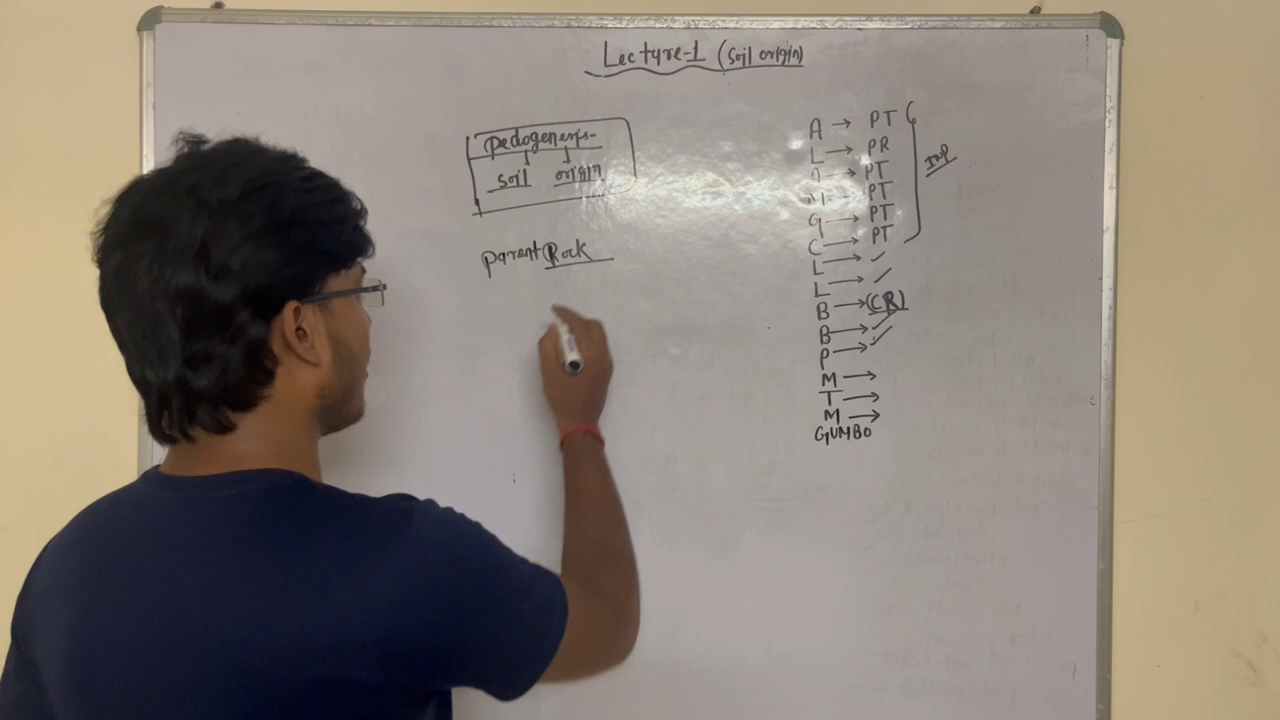 Lecture-1 (soil origin)
pedogenesis-
soil origin
parent Rock
A → PT
L → PR
A → PT
M → PT
G → PT
C → PT
Imp
L → ✓
L → ✓
B → (CR)
B → ✓
P → ✓
M →
T →
M →
GUMBO